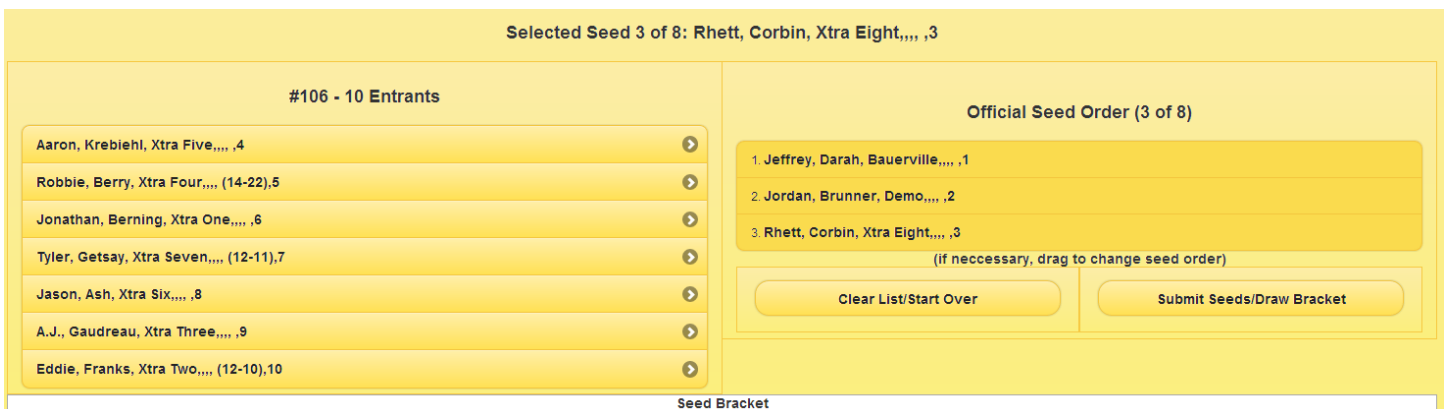 Selected Seed 3 of 8: Rhett, Corbin, Xtra Eight,,,, ,3
#106 - 10 Entrants
Aaron, Krebiehl, Xtra Five,,,, ,4
Robbie, Berry, Xtra Four,,,, (14-22),5
Jonathan, Berning, Xtra One,,,, ,6
Tyler, Getsay, Xtra Seven,,,, (12-11),7
Jason, Ash, Xtra Six,,,, ,8
A.J., Gaudreau, Xtra Three,,,, ,9
Eddie, Franks, Xtra Two,,,, (12-10),10
Official Seed Order (3 of 8)
1. Jeffrey, Darah, Bauerville,,,, ,1
2. Jordan, Brunner, Demo,,,, ,2
3. Rhett, Corbin, Xtra Eight,,,, ,3
(if neccessary, drag to change seed order)
Clear List/Start Over
Submit Seeds/Draw Bracket
Seed Bracket